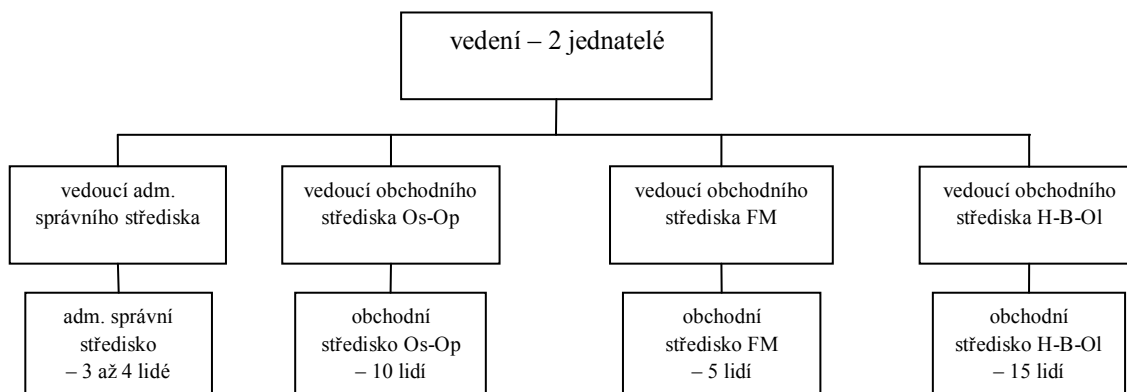 vedení – 2 jednatelé
vedoucí adm.
správního střediska
vedoucí obchodního
střediska Os-Op
vedoucí obchodního
střediska FM
vedoucí obchodního
střediska H-B-Ol
adm. správní
středisko
– 3 až 4 lidé
obchodní
středisko Os-Op
– 10 lidí
obchodní
středisko FM
– 5 lidí
obchodní
středisko H-B-Ol
– 15 lidí